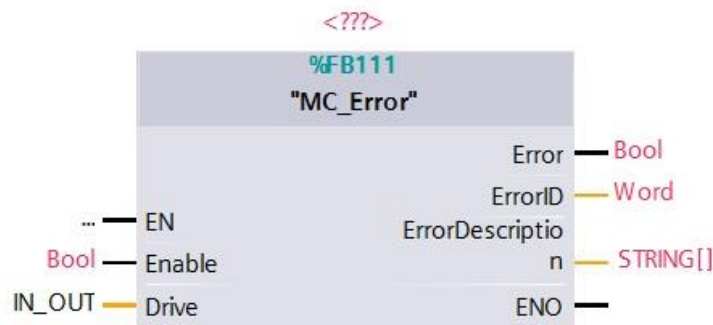 <???>
%FB111
"MC_Error"
Error Bool
ErrorID Word
... EN
ErrorDescriptio
Bool Enable n STRING[]
IN_OUT Drive ENO